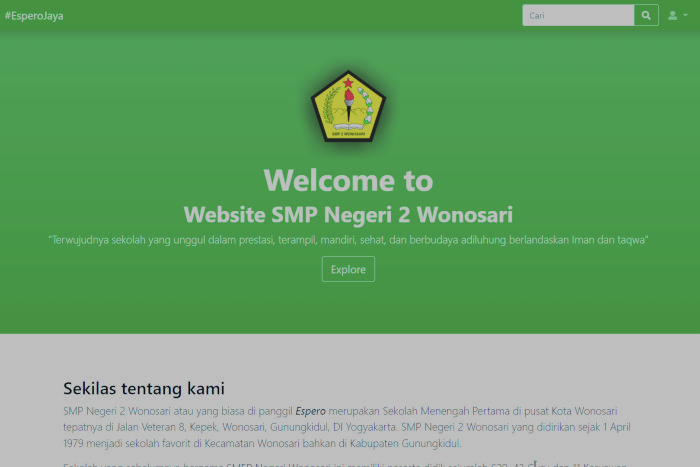 #EsperoJaya
Cari
SMP 2 WONOSARI
Welcome to
Website SMP Negeri 2 Wonosari
"Terwujudnya sekolah yang unggul dalam prestasi, terampil, mandiri, sehat, dan berbudaya adiluhung berlandaskan Iman dan taqwa"
Explore
Sekilas tentang kami
SMP Negeri 2 Wonosari atau yang biasa di panggil Espero merupakan Sekolah Menengah Pertama di pusat Kota Wonosari
tepatnya di Jalan Veteran 8, Kepek, Wonosari, Gunungkidul, DI Yogyakarta. SMP Negeri 2 Wonosari yang didirikan sejak 1 April
1979 menjadi sekolah favorit di Kecamatan Wonosari bahkan di Kabupaten Gunungkidul.